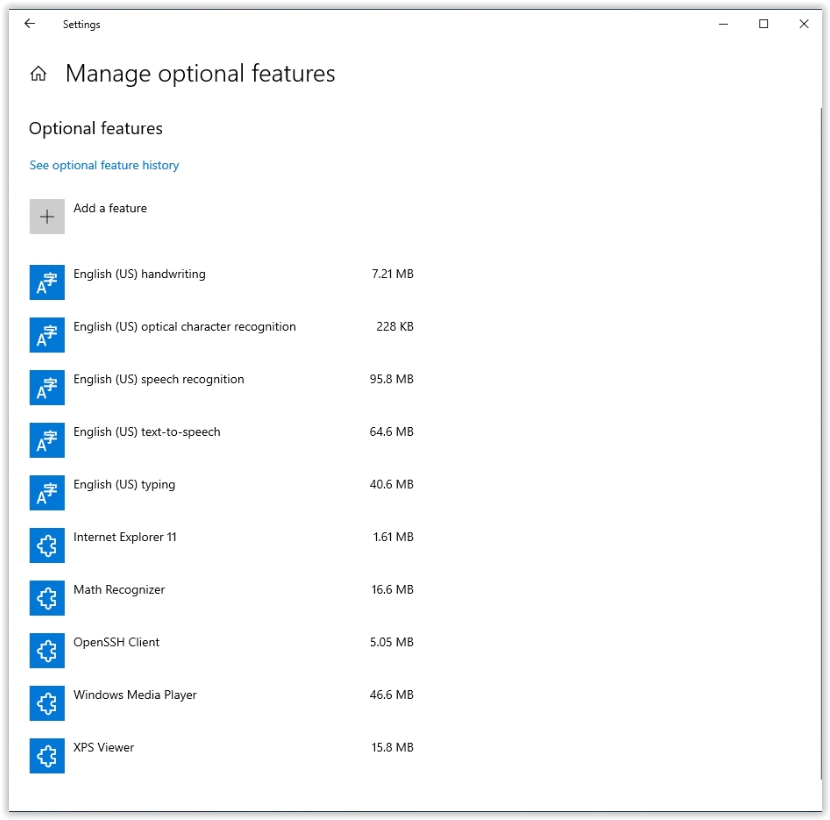 Settings
Manage optional features
Optional features
See optional feature history
Add a feature
English (US) handwriting 7.21 MB
English (US) optical character recognition 228 KB
English (US) speech recognition 95.8 MB
English (US) text-to-speech 64.6 MB
English (US) typing 40.6 MB
Internet Explorer 11 1.61 MB
Math Recognizer 16.6 MB
OpenSSH Client 5.05 MB
Windows Media Player 46.6 MB
XPS Viewer 15.8 MB